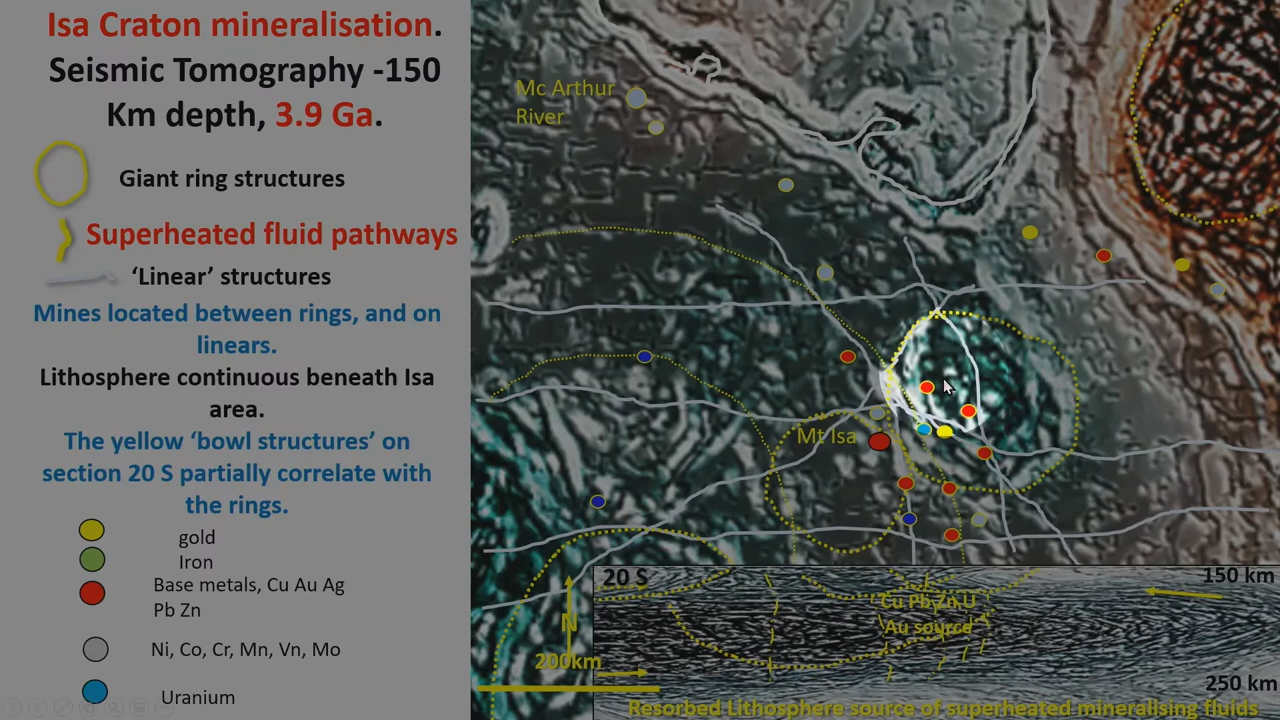 Isa Craton mineralisation.
Seismic Tomography -150
Km depth, 3.9 Ga.
Giant ring structures
Superheated fluid pathways
‘Linear’ structures
Mines located between rings, and on
linears.
Lithosphere continuous beneath Isa
area.
The yellow ‘bowl structures’ on
section 20 S partially correlate with
the rings.
gold
Iron
Base metals, Cu Au Ag
Pb Zn
Ni, Co, Cr, Mn, Vn, Mo
Uranium
Mc Arthur
River
Mt Isa
N
200km
20 S
150 km
Cu Pb Zn U
Au source
250 km
Resorbed Lithosphere source of superheated mineralising fluids